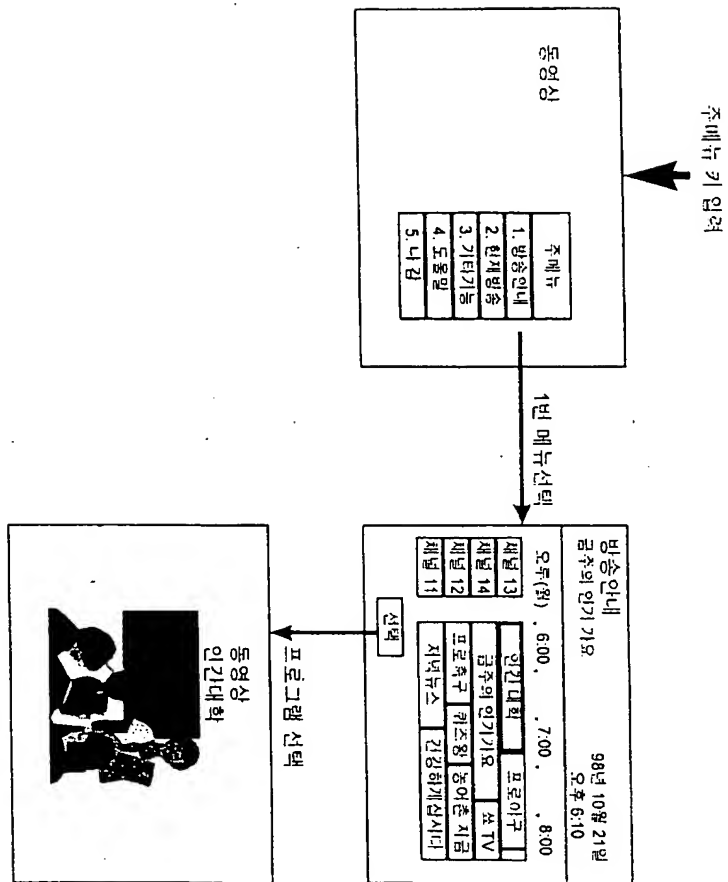 주메뉴 키 입력
동영상
주메뉴
1. 방송안내
2. 현재방송
3. 기타기능
4. 도움말
5. 나감
1번 메뉴선택
방송안내
금주의 인기 가요
98년 10월 21일
오후 6:10
오루(월) . 6:00 . . 7:00 . . 8:00
채널 13 인간대학 프로야구
채널 14 금주의 인기가요 쑈 TV
채널 12 프로축구 퀴즈왕 농어촌 지금
채널 11 저녁뉴스 건강하게삽시다
선택
프로그램 선택
동영상
인간대학